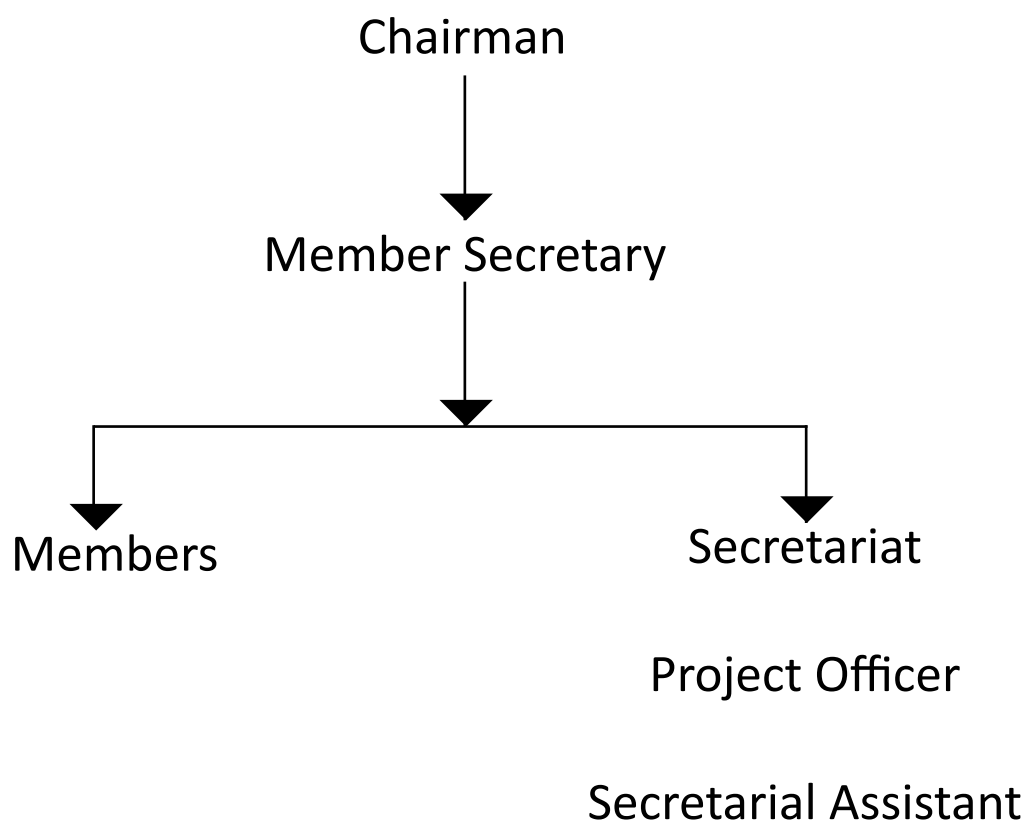 Chairman
Member Secretary
Members
Secretariat
Project Officer
Secretarial Assistant